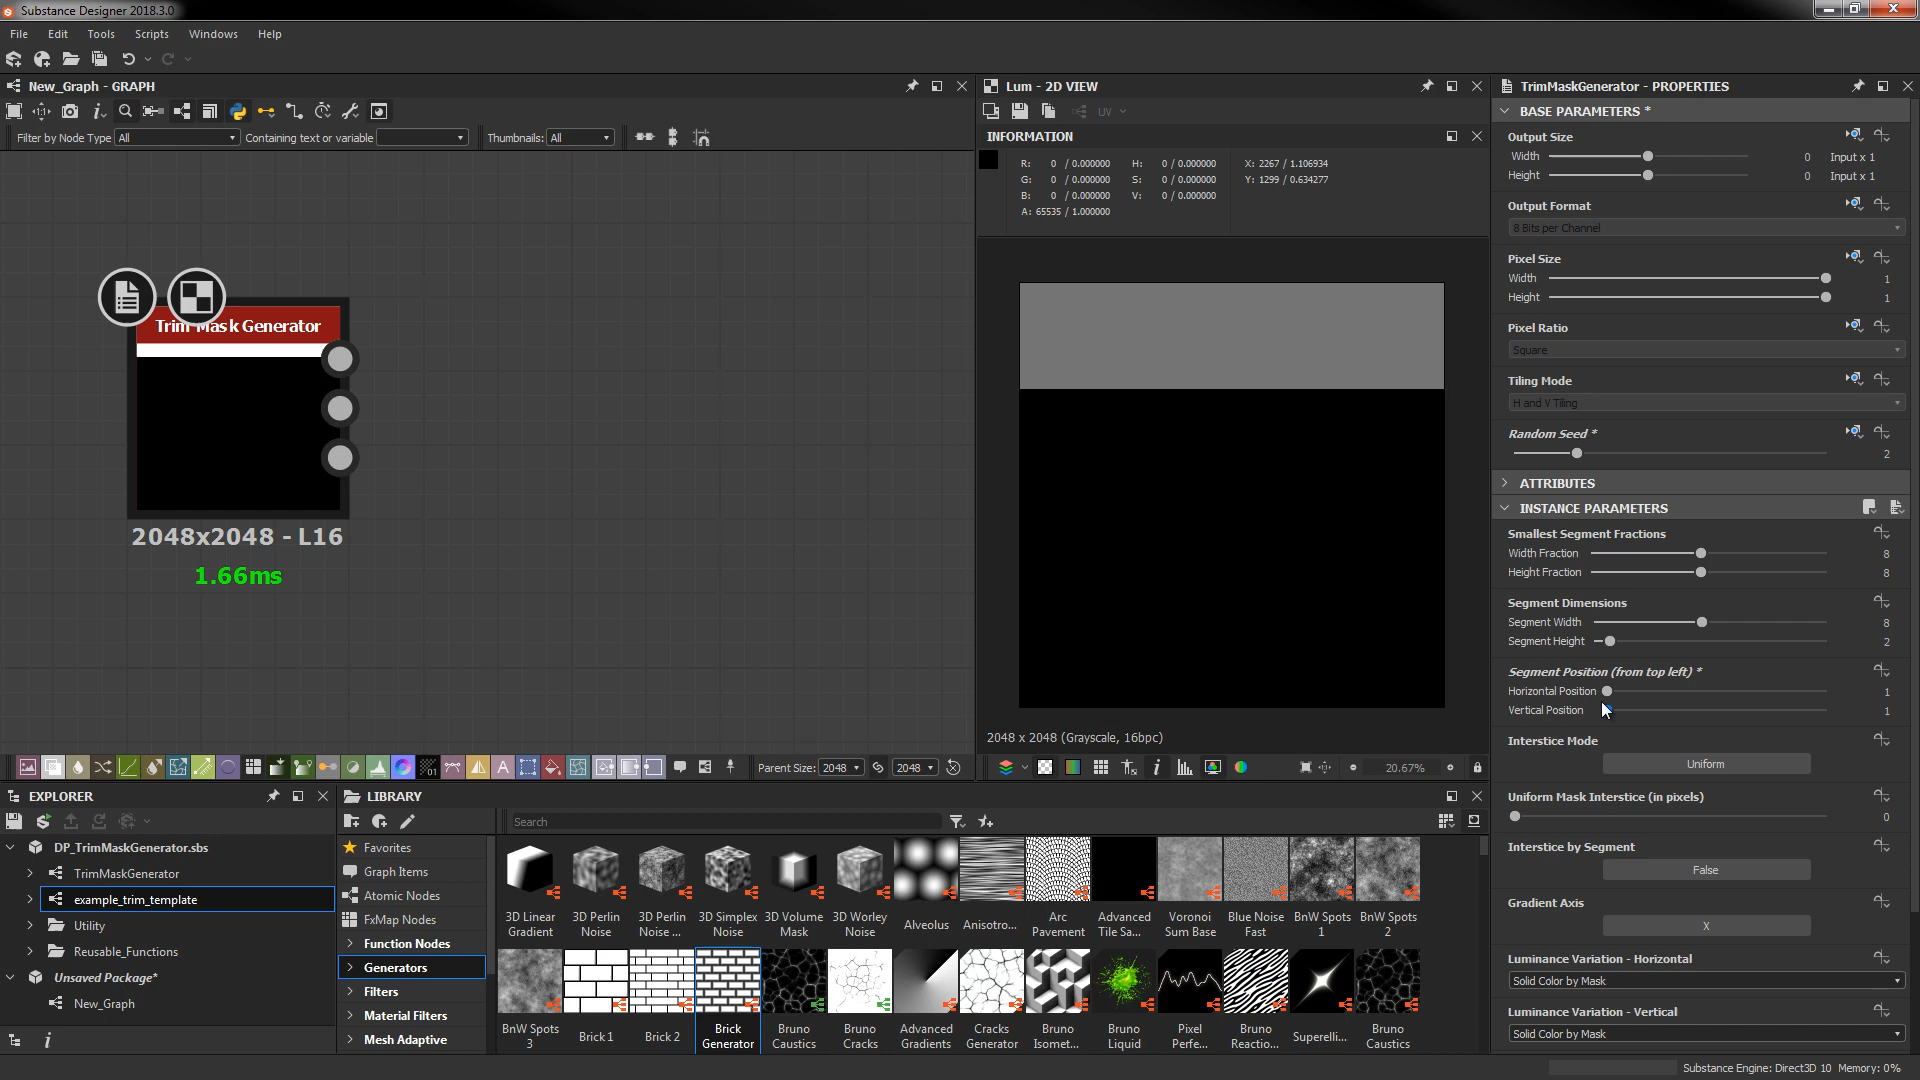 Substance Designer 2018.3.0
File Edit Tools Scripts Windows Help
New_Graph - GRAPH
Filter by Node Type All Containing text or variable Thumbnails: All
Trim Mask Generator
2048x2048 - L16
1.66ms
Parent Size: 2048 2048
Lum - 2D VIEW
UV
INFORMATION
R: 0 / 0.000000 H: 0 / 0.000000 X: 2267 / 1.106934
G: 0 / 0.000000 S: 0 / 0.000000 Y: 1299 / 0.634277
B: 0 / 0.000000 V: 0 / 0.000000
A: 65535 / 1.000000
2048 x 2048 (Grayscale, 16bpc)
20.67%
TrimMaskGenerator - PROPERTIES
BASE PARAMETERS *
Output Size
Width 0 Input x 1
Height 0 Input x 1
Output Format
8 Bits per Channel
Pixel Size
Width 1
Height 1
Pixel Ratio
Square
Tiling Mode
H and V Tiling
Random Seed *
2
ATTRIBUTES
INSTANCE PARAMETERS
Smallest Segment Fractions
Width Fraction 8
Height Fraction 8
Segment Dimensions
Segment Width 8
Segment Height 2
Segment Position (from top left) *
Horizontal Position 1
Vertical Position 1
Interstice Mode
Uniform
Uniform Mask Interstice (in pixels)
0
Interstice by Segment
False
Gradient Axis
X
Luminance Variation - Horizontal
Solid Color by Mask
Luminance Variation - Vertical
Solid Color by Mask
EXPLORER
DP_TrimMaskGenerator.sbs
TrimMaskGenerator
example_trim_template
Utility
Reusable_Functions
Unsaved Package*
New_Graph
LIBRARY
Search
Favorites
Graph Items
Atomic Nodes
FxMap Nodes
Function Nodes
Generators
Filters
Material Filters
Mesh Adaptive
3D Linear Gradient
3D Perlin Noise
3D Perlin Noise ...
3D Simplex Noise
3D Volume Mask
3D Worley Noise
Alveolus
Anisotro...
Arc Pavement
Advanced Tile Sa...
Voronoi Sum Base
Blue Noise Fast
BnW Spots 1
BnW Spots 2
BnW Spots 3
Brick 1
Brick 2
Brick Generator
Bruno Caustics
Bruno Cracks
Advanced Gradients
Cracks Generator
Bruno Isomet...
Bruno Liquid
Pixel Perfe...
Bruno Reactio...
Superelli...
Bruno Caustics
Substance Engine: Direct3D 10 Memory: 0%